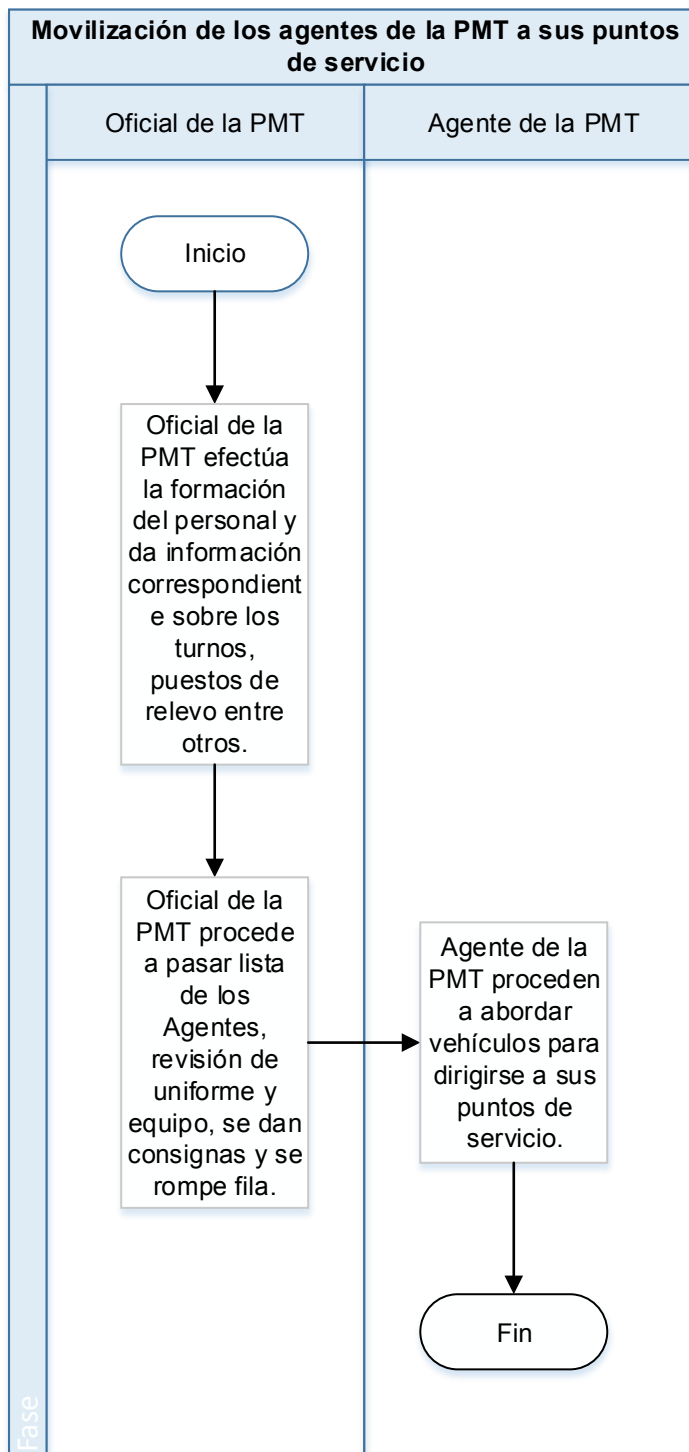 Movilización de los agentes de la PMT a sus puntos
de servicio
Oficial de la PMT
Agente de la PMT
Inicio
Oficial de la
PMT efectúa
la formación
del personal y
da información
correspondient
e sobre los
turnos,
puestos de
relevo entre
otros.
Oficial de la
PMT procede
a pasar lista
de los
Agentes,
revisión de
uniforme y
equipo, se dan
consignas y se
rompe fila.
Agente de la
PMT proceden
a abordar
vehículos para
dirigirse a sus
puntos de
servicio.
Fin
Fase